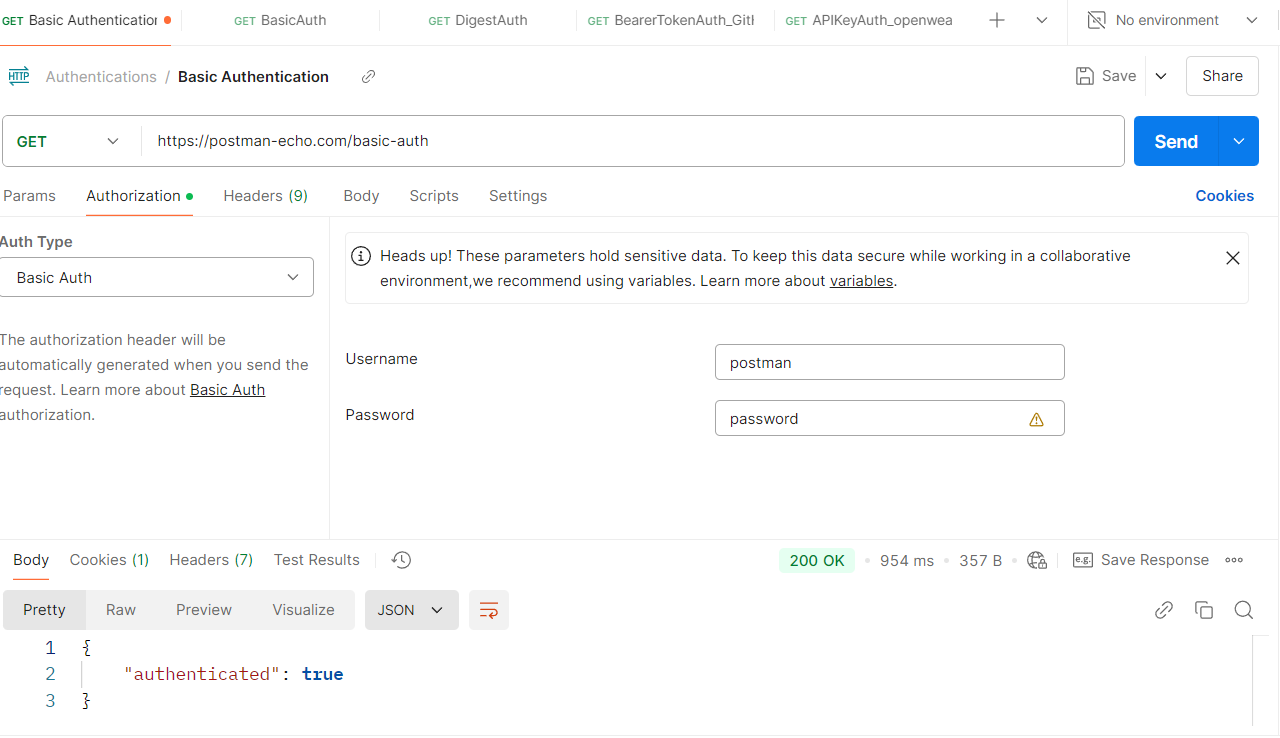 GET Basic Authentication GET BasicAuth GET DigestAuth GET BearerTokenAuth_Gitl GET APIKeyAuth_openwea No environment
HTTP Authentications / Basic Authentication Save Share
GET https://postman-echo.com/basic-auth Send
Params Authorization Headers (9) Body Scripts Settings Cookies
Auth Type
Basic Auth
The authorization header will be
automatically generated when you send the
request. Learn more about Basic Auth
authorization.
Heads up! These parameters hold sensitive data. To keep this data secure while working in a collaborative
environment,we recommend using variables. Learn more about variables.
Username postman
Password password
Body Cookies (1) Headers (7) Test Results 200 OK 954 ms 357 B e.g. Save Response
Pretty Raw Preview Visualize JSON
1 {
2 "authenticated": true
3 }